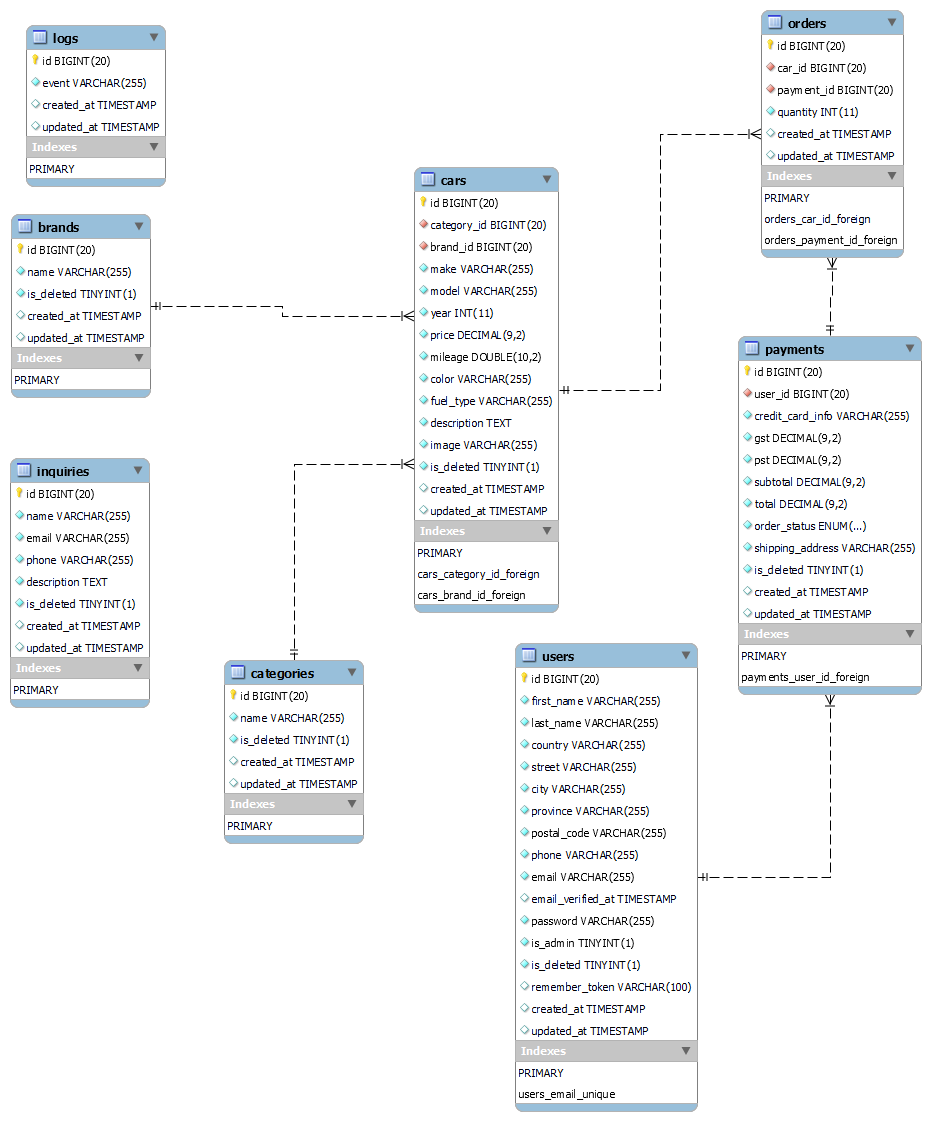 logs
id BIGINT(20)
event VARCHAR(255)
created_at TIMESTAMP
updated_at TIMESTAMP
Indexes
PRIMARY
brands
id BIGINT(20)
name VARCHAR(255)
is_deleted TINYINT(1)
created_at TIMESTAMP
updated_at TIMESTAMP
Indexes
PRIMARY
inquiries
id BIGINT(20)
name VARCHAR(255)
email VARCHAR(255)
phone VARCHAR(255)
description TEXT
is_deleted TINYINT(1)
created_at TIMESTAMP
updated_at TIMESTAMP
Indexes
PRIMARY
categories
id BIGINT(20)
name VARCHAR(255)
is_deleted TINYINT(1)
created_at TIMESTAMP
updated_at TIMESTAMP
Indexes
PRIMARY
cars
id BIGINT(20)
category_id BIGINT(20)
brand_id BIGINT(20)
make VARCHAR(255)
model VARCHAR(255)
year INT(11)
price DECIMAL(9,2)
mileage DOUBLE(10,2)
color VARCHAR(255)
fuel_type VARCHAR(255)
description TEXT
image VARCHAR(255)
is_deleted TINYINT(1)
created_at TIMESTAMP
updated_at TIMESTAMP
Indexes
PRIMARY
cars_category_id_foreign
cars_brand_id_foreign
users
id BIGINT(20)
first_name VARCHAR(255)
last_name VARCHAR(255)
country VARCHAR(255)
street VARCHAR(255)
city VARCHAR(255)
province VARCHAR(255)
postal_code VARCHAR(255)
phone VARCHAR(255)
email VARCHAR(255)
email_verified_at TIMESTAMP
password VARCHAR(255)
is_admin TINYINT(1)
is_deleted TINYINT(1)
remember_token VARCHAR(100)
created_at TIMESTAMP
updated_at TIMESTAMP
Indexes
PRIMARY
users_email_unique
orders
id BIGINT(20)
car_id BIGINT(20)
payment_id BIGINT(20)
quantity INT(11)
created_at TIMESTAMP
updated_at TIMESTAMP
Indexes
PRIMARY
orders_car_id_foreign
orders_payment_id_foreign
payments
id BIGINT(20)
user_id BIGINT(20)
credit_card_info VARCHAR(255)
gst DECIMAL(9,2)
pst DECIMAL(9,2)
subtotal DECIMAL(9,2)
total DECIMAL(9,2)
order_status ENUM(...)
shipping_address VARCHAR(255)
is_deleted TINYINT(1)
created_at TIMESTAMP
updated_at TIMESTAMP
Indexes
PRIMARY
payments_user_id_foreign